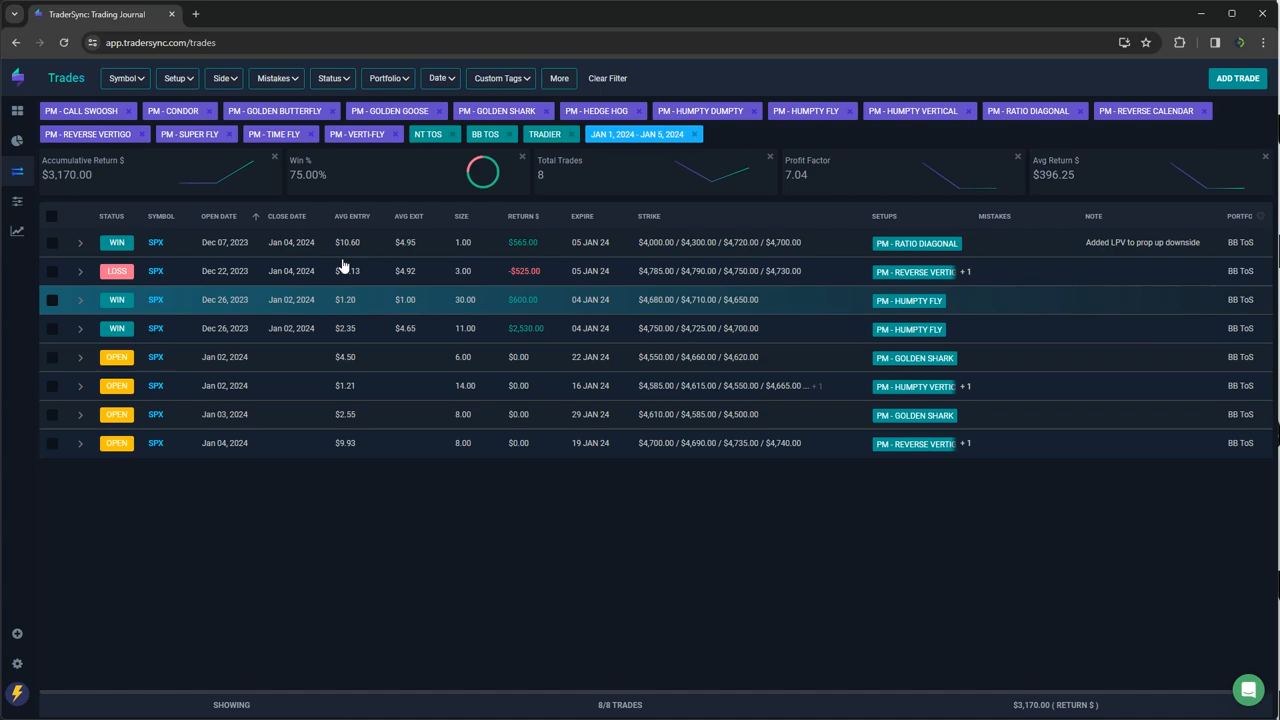 TraderSync: Trading Journal
app.tradersync.com/trades
Trades Symbol Setup Side Mistakes Status Portfolio Date Custom Tags More Clear Filter ADD TRADE
PM - CALL SWOOSH × PM - CONDOR × PM - GOLDEN BUTTERFLY × PM - GOLDEN GOOSE × PM - GOLDEN SHARK × PM - HEDGE HOG × PM - HUMPTY DUMPTY × PM - HUMPTY FLY × PM - HUMPTY VERTICAL × PM - RATIO DIAGONAL × PM - REVERSE CALENDAR ×
PM - REVERSE VERTIGO × PM - SUPER FLY × PM - TIME FLY × PM - VERTI-FLY × NT TOS × BB TOS × TRADIER × JAN 1, 2024 - JAN 5, 2024 ×
Accumulative Return $ Win % Total Trades Profit Factor Avg Return $
$3,170.00 75.00% 8 7.04 $396.25
STATUS SYMBOL OPEN DATE CLOSE DATE AVG ENTRY AVG EXIT SIZE RETURN $ EXPIRE STRIKE SETUPS MISTAKES NOTE PORTFO
WIN SPX Dec 07, 2023 Jan 04, 2024 $10.60 $4.95 1.00 $565.00 05 JAN 24 $4,000.00 / $4,300.00 / $4,720.00 / $4,700.00 PM - RATIO DIAGONAL Added LPV to prop up downside BB ToS
LOSS SPX Dec 22, 2023 Jan 04, 2024 $4.92 3.00 -$525.00 05 JAN 24 $4,785.00 / $4,790.00 / $4,750.00 / $4,730.00 PM - REVERSE VERTIG + 1 BB ToS
WIN SPX Dec 26, 2023 Jan 02, 2024 $1.20 $1.00 30.00 $600.00 04 JAN 24 $4,680.00 / $4,710.00 / $4,650.00 PM - HUMPTY FLY BB ToS
WIN SPX Dec 26, 2023 Jan 02, 2024 $2.35 $4.65 11.00 $2,530.00 04 JAN 24 $4,750.00 / $4,725.00 / $4,700.00 PM - HUMPTY FLY BB ToS
OPEN SPX Jan 02, 2024 $4.50 6.00 $0.00 22 JAN 24 $4,550.00 / $4,660.00 / $4,620.00 PM - GOLDEN SHARK BB ToS
OPEN SPX Jan 02, 2024 $1.21 14.00 $0.00 16 JAN 24 $4,585.00 / $4,615.00 / $4,550.00 / $4,665.00 ... + 1 PM - HUMPTY VERTIC + 1 BB ToS
OPEN SPX Jan 03, 2024 $2.55 8.00 $0.00 29 JAN 24 $4,610.00 / $4,585.00 / $4,500.00 PM - GOLDEN SHARK BB ToS
OPEN SPX Jan 04, 2024 $9.93 8.00 $0.00 19 JAN 24 $4,700.00 / $4,690.00 / $4,735.00 / $4,740.00 PM - REVERSE VERTIG + 1 BB ToS
SHOWING 8/8 TRADES $3,170.00 ( RETURN $ )